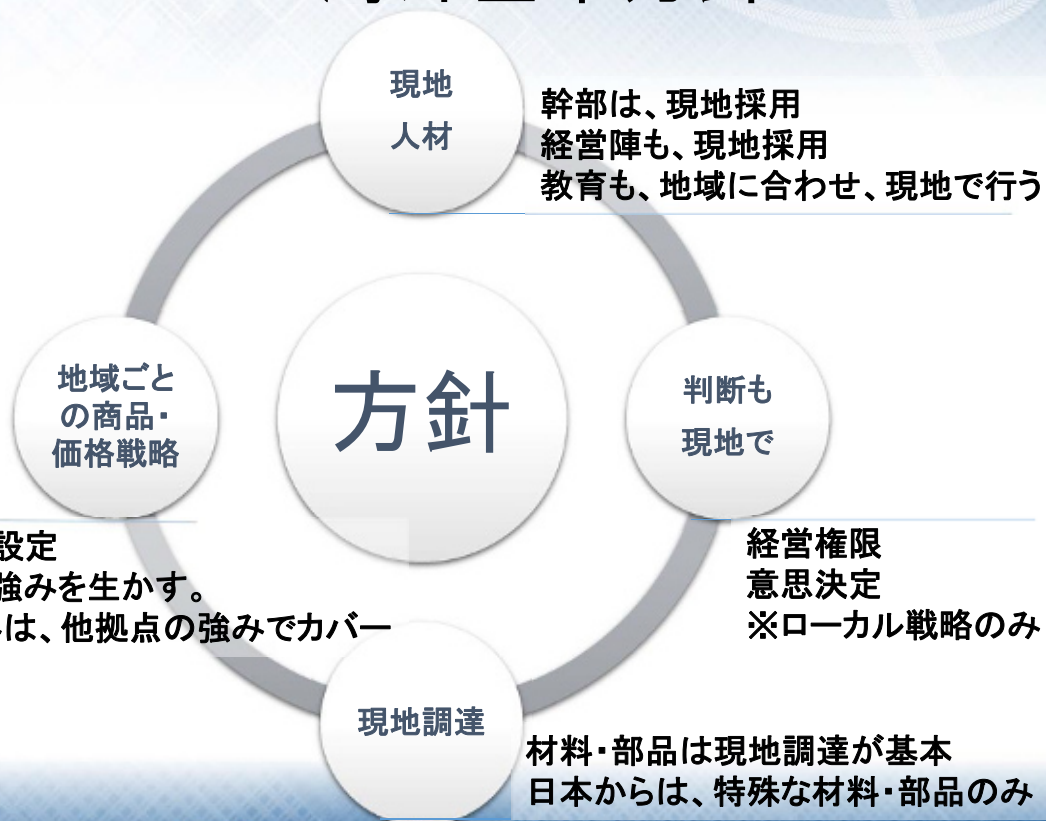 現地
人材
幹部は、現地採用
経営陣も、現地採用
教育も、地域に合わせ、現地で行う
地域ごと
の商品・
価格戦略
方針
判断も
現地で
設定
強みを生かす。
は、他拠点の強みでカバー
経営権限
意思決定
※ローカル戦略のみ
現地調達
材料・部品は現地調達が基本
日本からは、特殊な材料・部品のみ